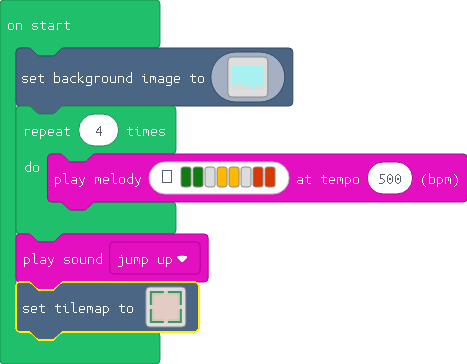 on start
set background image to
repeat 4 times
do
play melody at tempo 500 (bpm)
play sound jump up
set tilemap to